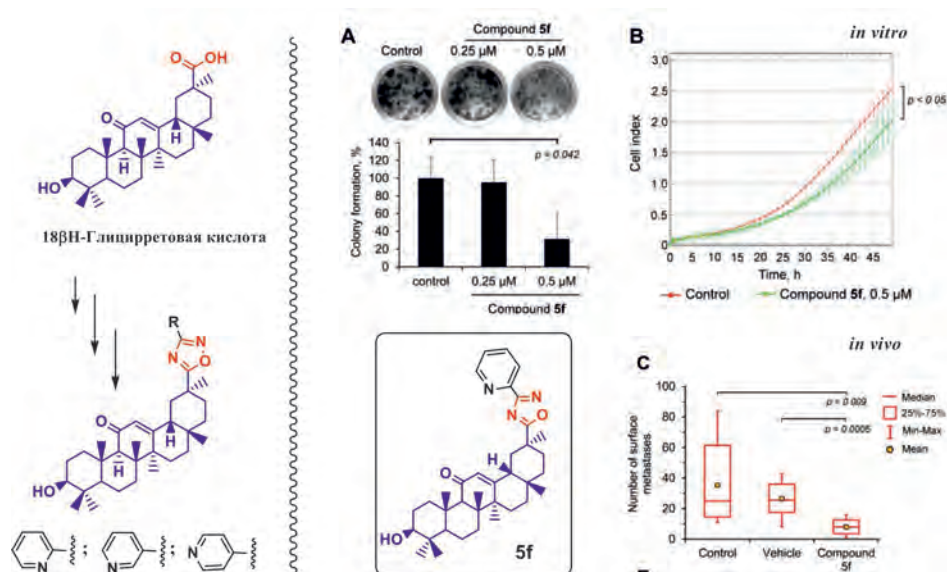 O
OH
O
H
H
HO
18βH-Глицирретовая кислота
R
N
N
O
O
H
H
HO
N
;
N
;
N
A
Compound 5f
Control
0.25 μM
0.5 μM
p = 0.042
Colony formation, %
140
120
100
80
60
40
20
0
control
0.25 μM
0.5 μM
Compound 5f
N
N
N
O
O
H
H
HO
5f
B
in vitro
Cell index
3.0
2.5
2.0
1.5
1.0
0.5
0
p < 0 05
0 5 10 15 20 25 30 35 40 45
Time, h
Control
Compound 5f, 0.5 μM
in vivo
C
Number of surface
metastases
100
80
60
40
20
0
p = 0.009
p = 0.0005
Median
25%-75%
Min-Max
Mean
Control
Vehicle
Compound
5f